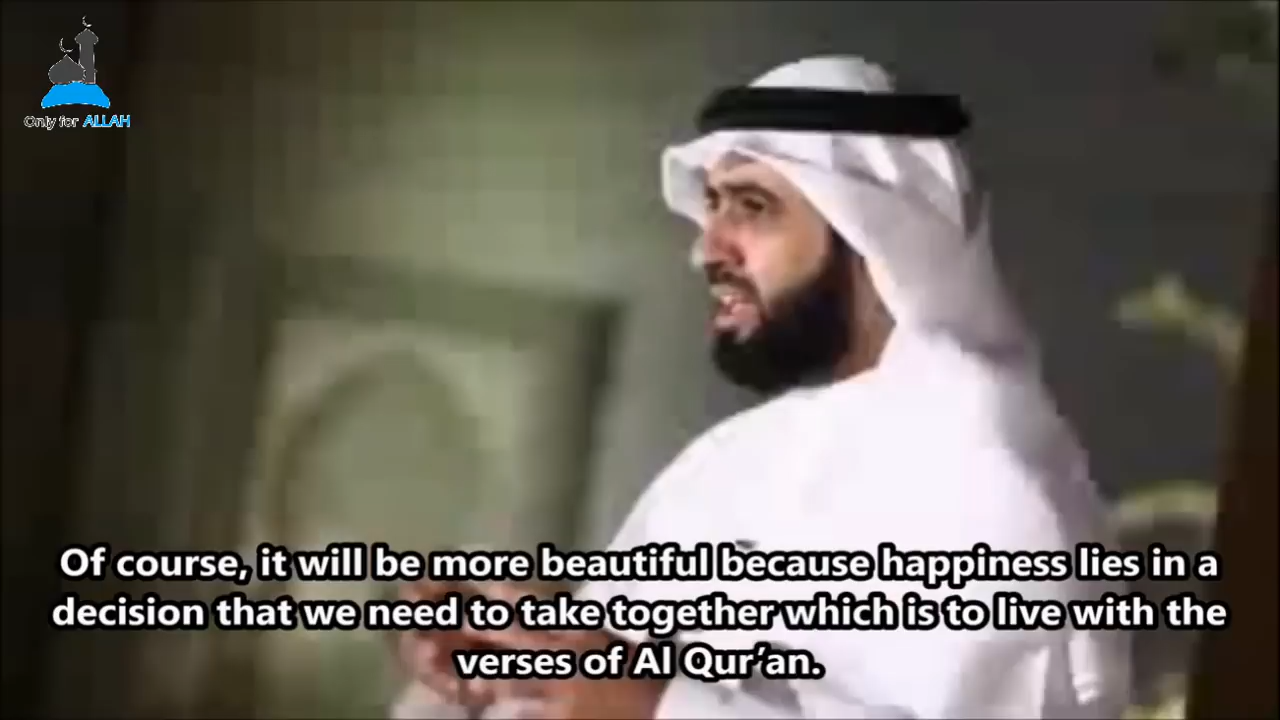 Only for ALLAH
Of course, it will be more beautiful because happiness lies in a
decision that we need to take together which is to live with the
verses of Al Qur’an.